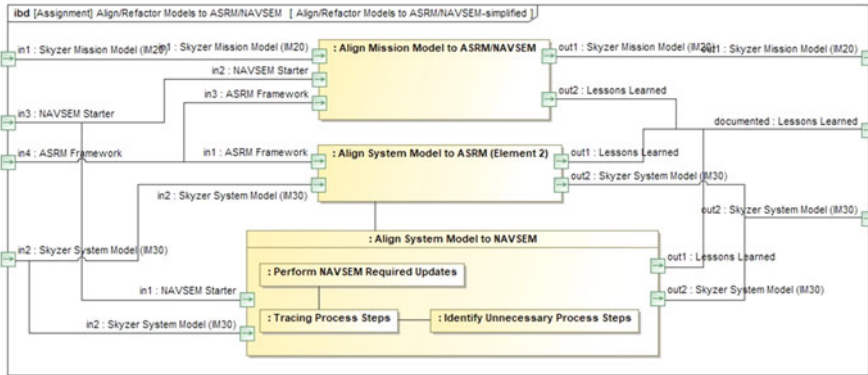 ibd [Assignment] Align/Refactor Models to ASRM/NAVSEM [ Align/Refactor Models to ASRM/NAVSEM-simplified ]
in1 : Skyzer Mission Model (IM20)
in1 : Skyzer Mission Model (IM20)
: Align Mission Model to ASRM/NAVSEM
out1 : Skyzer Mission Model (IM20)
out1 : Skyzer Mission Model (IM20)
in2 : NAVSEM Starter
in3 : ASRM Framework
out2 : Lessons Learned
in3 : NAVSEM Starter
documented : Lessons Learned
in4 : ASRM Framework
in1 : ASRM Framework
: Align System Model to ASRM (Element 2)
out1 : Lessons Learned
out2 : Skyzer System Model (IM30)
in2 : Skyzer System Model (IM30)
out2 : Skyzer System Model (IM30)
in2 : Skyzer System Model (IM30)
: Align System Model to NAVSEM
out1 : Lessons Learned
: Perform NAVSEM Required Updates
in1 : NAVSEM Starter
out2 : Skyzer System Model (IM30)
: Tracing Process Steps
: Identify Unnecessary Process Steps
in2 : Skyzer System Model (IM30)